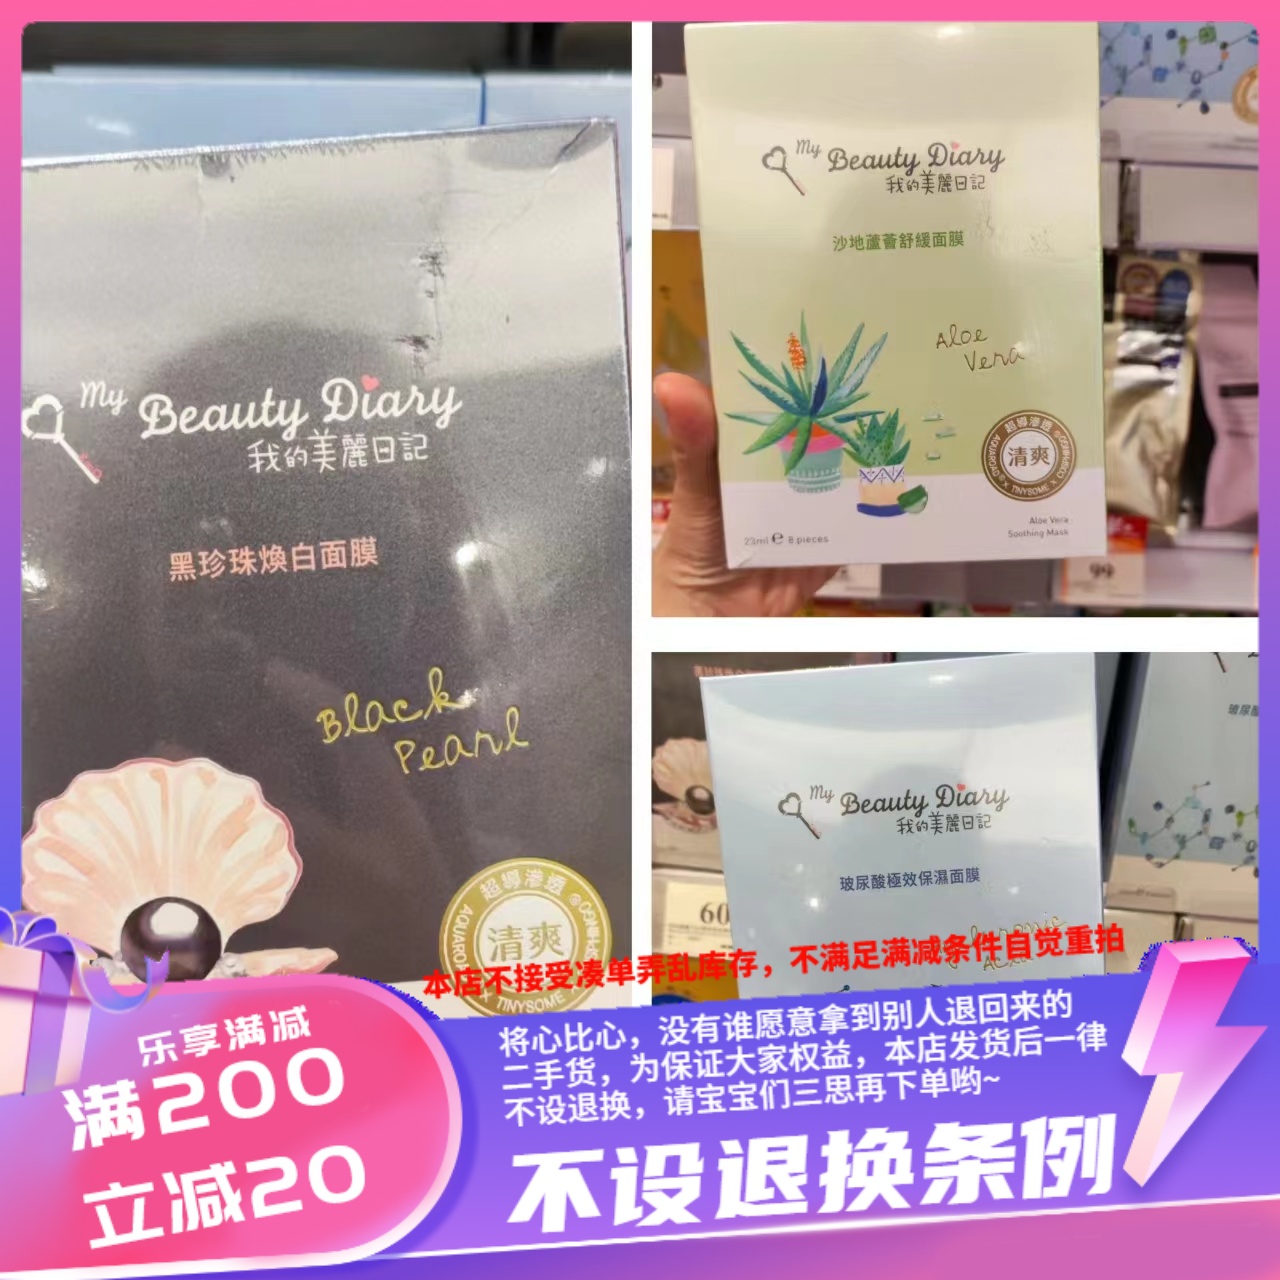 My Beauty Diary
我的美麗日記
黑珍珠煥白面膜
Black
Pearl
超導滲透
清爽
AQUAROAD
TINYSOME
My Beauty Diary
我的美麗日記
沙地蘆薈舒緩面膜
Aloe
Vera
超導滲透
清爽
TINYSOME X
Aloe Vera
Soothing Mask
23ml e 8 pieces
99
My Beauty Diary
我的美麗日記
玻尿酸極效保濕面膜
60
本店不接受凑单弄乱库存，不满足满减条件自觉重拍
乐享满减
满200
立减20
将心比心，没有谁愿意拿到别人退回来的
二手货，为保证大家权益，本店发货后一律
不设退换，请宝宝们三思再下单哟~
不设退换条例